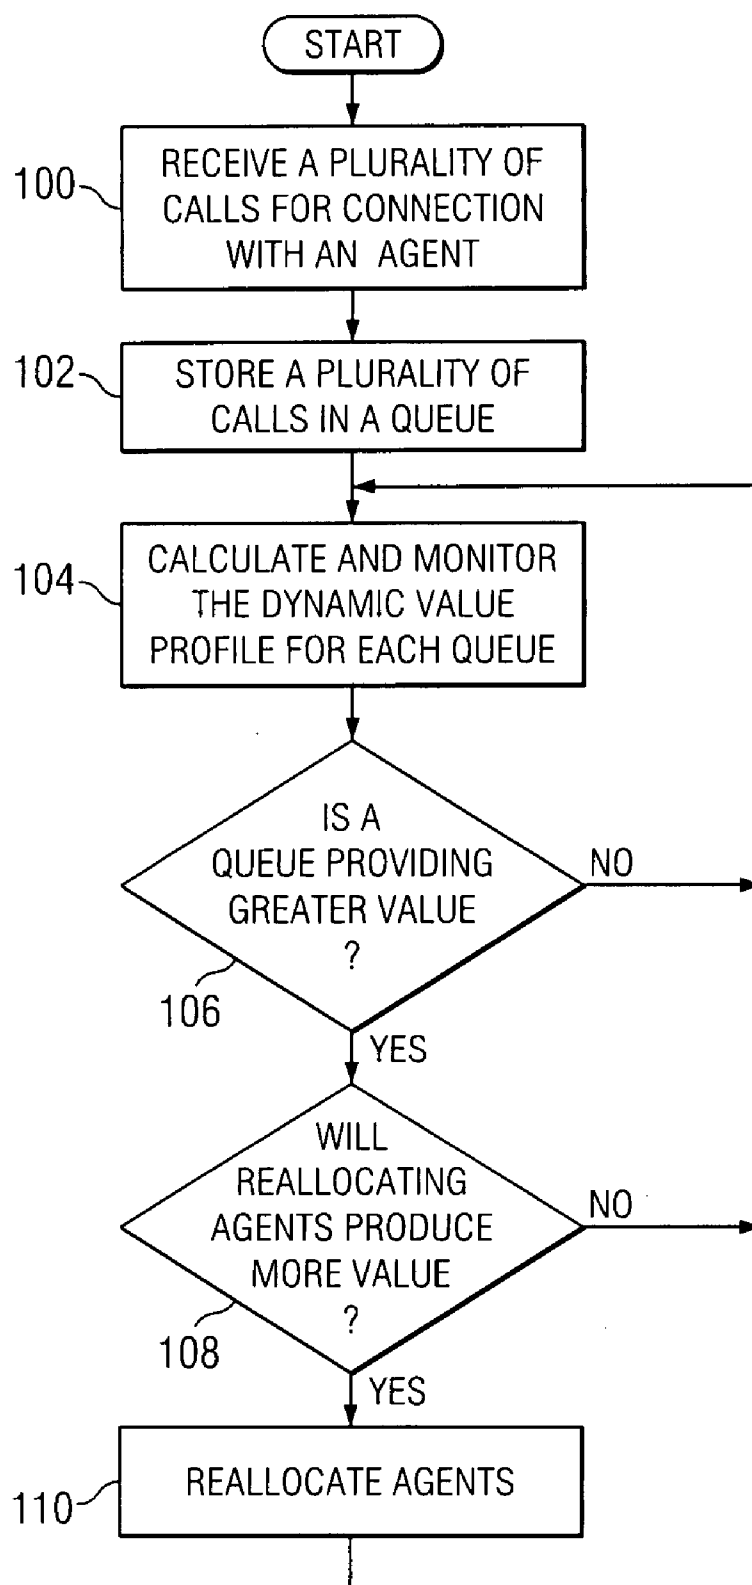 START
100
RECEIVE A PLURALITY OF
CALLS FOR CONNECTION
WITH AN AGENT
102
STORE A PLURALITY OF
CALLS IN A QUEUE
104
CALCULATE AND MONITOR
THE DYNAMIC VALUE
PROFILE FOR EACH QUEUE
IS A
QUEUE PROVIDING
GREATER VALUE
?
NO
106
YES
WILL
REALLOCATING
AGENTS PRODUCE
MORE VALUE
?
NO
108
YES
REALLOCATE AGENTS
110